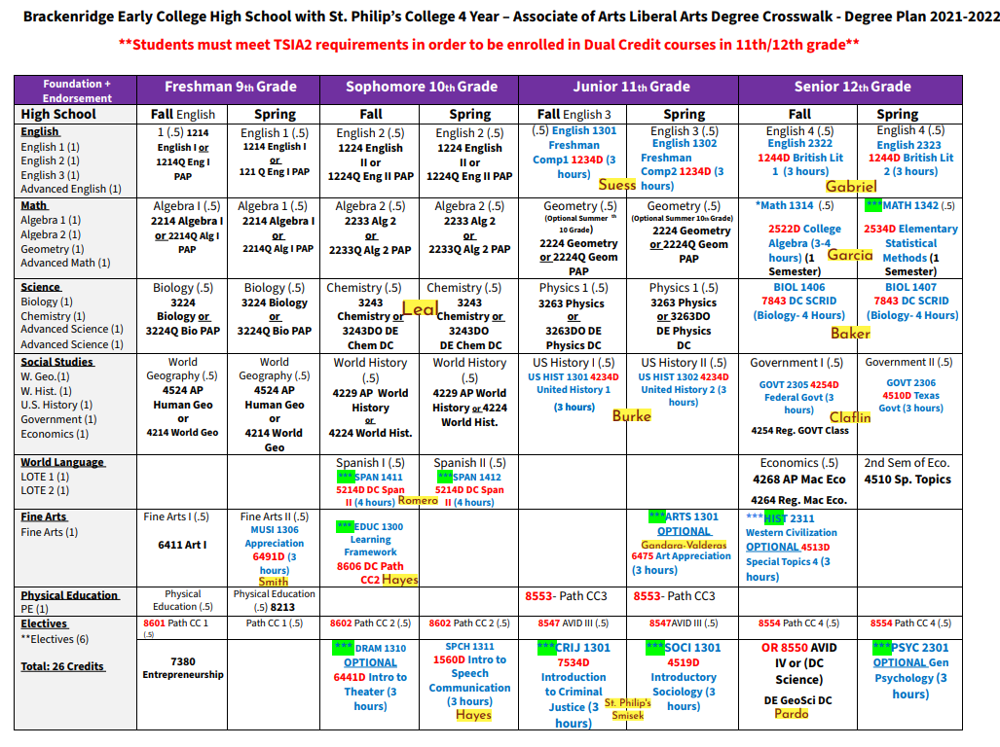 Brackenridge Early College High School with St. Philip's College 4 Year – Associate of Arts Liberal Arts Degree Crosswalk - Degree Plan 2021-2022
**Students must meet TSIA2 requirements in order to be enrolled in Dual Credit courses in 11th/12th grade**
Foundation +
Endorsement
Freshman 9th Grade
Sophomore 10th Grade
Junior 11th Grade
Senior 12th Grade
High School
Fall English
Spring
Fall
Spring
Fall English 3
Spring
Fall
Spring
English
English 1 (1)
English 2 (1)
English 3 (1)
Advanced English (1)
1 (.5) 1214
English I or
1214Q Eng I
PAP
English 1 (.5)
1214 English I
or
121 Q Eng I PAP
English 2 (.5)
1224 English
II or
1224Q Eng II PAP
English 2 (.5)
1224 English
II or
1224Q Eng II PAP
(.5) English 1301
Freshman
Comp1 1234D (3
hours)
English 3 (.5)
English 1302
Freshman
Comp2 1234D (3
hours)
Suess
English 4 (.5)
English 2322
1244D British Lit
1 (3 hours)
English 4 (.5)
English 2323
1244D British Lit
2 (3 hours)
Gabriel
Math
Algebra 1 (1)
Algebra 2 (1)
Geometry (1)
Advanced Math (1)
Algebra I (.5)
2214 Algebra I
or 2214Q Alg I
PAP
Algebra 1 (.5)
2214 Algebra I
or
2214Q Alg I PAP
Algebra 2 (.5)
2233 Alg 2
or
2233Q Alg 2 PAP
Algebra 2 (.5)
2233 Alg 2
or
2233Q Alg 2 PAP
Geometry (.5)
(Optional Summer th
10 Grade)
2224 Geometry
or 2224Q Geom
PAP
Geometry (.5)
(Optional Summer 10th Grade)
2224 Geometry
or 2224Q Geom
PAP
*Math 1314 (.5)
2522D College
Algebra (3-4
hours) (1
Semester)
***MATH 1342 (.5)
2534D Elementary
Statistical
Methods (1
Semester)
Garcia
Science
Biology (1)
Chemistry (1)
Advanced Science (1)
Advanced Science (1)
Biology (.5)
3224
Biology or
3224Q Bio PAP
Biology (.5)
3224 Biology
or
3224Q Bio PAP
Chemistry (.5)
3243
Chemistry or
3243DO DE
Chem DC
Leal
Chemistry (.5)
3243
Chemistry or
3243DO
DE Chem DC
Physics 1 (.5)
3263 Physics
or
3263DO DE
Physics DC
Physics 1 (.5)
3263 Physics
or 3263DO
DE Physics
DC
BIOL 1406
7843 DC SCRID
(Biology- 4 Hours)
BIOL 1407
7843 DC SCRID
(Biology- 4 Hours)
Baker
Social Studies
W. Geo.(1)
W. Hist. (1)
U.S. History (1)
Government (1)
Economics (1)
World
Geography (.5)
4524 AP
Human Geo
or
4214 World Geo
World
Geography (.5)
4524 AP
Human Geo
or
4214 World
Geo
World History
(.5)
4229 AP World
History
or
4224 World Hist.
World History
(.5)
4229 AP World
History or 4224
World Hist.
US History I (.5)
US HIST 1301 4234D
United History 1
(3 hours)
US History II (.5)
US HIST 1302 4234D
United History 2 (3
hours)
Burke
Government I (.5)
GOVT 2305 4254D
Federal Govt (3
hours)
4254 Reg. GOVT Class
Government II (.5)
GOVT 2306
4510D Texas
Govt (3 hours)
Claflin
World Language
LOTE 1 (1)
LOTE 2 (1)
Spanish I (.5)
***SPAN 1411
5214D DC Span
II (4 hours)
Romero
Spanish II (.5)
***SPAN 1412
5214D DC Span
II (4 hours)
Economics (.5)
4268 AP Mac Eco
4264 Reg. Mac Eco.
2nd Sem of Eco.
4510 Sp. Topics
Fine Arts
Fine Arts (1)
Fine Arts I (.5)
6411 Art I
Fine Arts II (.5)
MUSI 1306
Appreciation
6491D (3
hours)
Smith
***EDUC 1300
Learning
Framework
8606 DC Path
CC2 Hayes
***ARTS 1301
OPTIONAL
Gandara-Valderas
6475 Art Appreciation
(3 hours)
***HIST 2311
Western Civilization
OPTIONAL 4513D
Special Topics 4 (3
hours)
Physical Education
PE (1)
Physical
Education (.5)
Physical Education
(.5) 8213
8553- Path CC3
8553- Path CC3
Electives
**Electives (6)
Total: 26 Credits
8601 Path CC 1
(.5)
Path CC 1 (.5)
8602 Path CC 2 (.5)
8602 Path CC 2 (.5)
8547 AVID III (.5)
8547AVID III (.5)
8554 Path CC 4 (.5)
8554 Path CC 4 (.5)
7380
Entrepreneurship
***DRAM 1310
OPTIONAL
6441D Intro to
Theater (3
hours)
SPCH 1311
1560D Intro to
Speech
Communication
(3 hours)
Hayes
***CRIJ 1301
7534D
Introduction
to Criminal
Justice (3
hours)
St. Philip's
Smisek
***SOCI 1301
4519D
Introductory
Sociology (3
hours)
OR 8550 AVID
IV or (DC
Science)
DE GeoSci DC
Pardo
***PSYC 2301
OPTIONAL Gen
Psychology (3
hours)